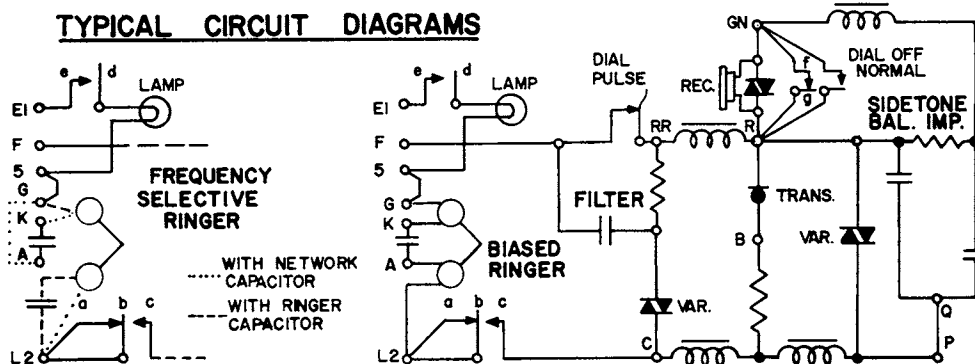 TYPICAL CIRCUIT DIAGRAMS
e
d
LAMP
E1
F
5
G
K
A
FREQUENCY
SELECTIVE
RINGER
WITH NETWORK
CAPACITOR
WITH RINGER
CAPACITOR
a
b
c
L2
e
d
LAMP
E1
F
5
G
K
A
BIASED
RINGER
a
b
c
L2
DIAL
PULSE
RR
FILTER
VAR.
C
GN
REC.
f
g
DIAL OFF
NORMAL
R
SIDETONE
BAL. IMP.
TRANS.
B
VAR.
Q
P